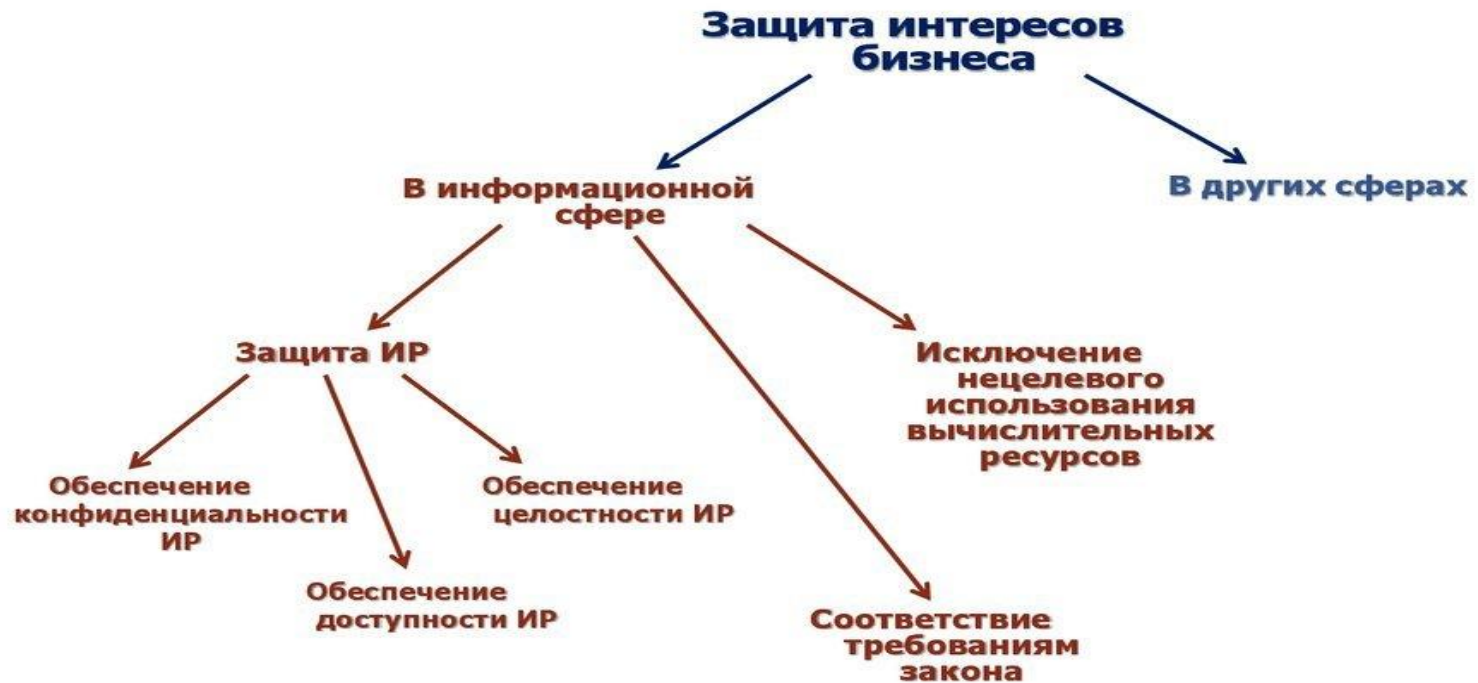 Защита интересов
бизнеса
В информационной
сфере
В других сферах
Защита ИР
Исключение
нецелевого
использования
вычислительных
ресурсов
Обеспечение
конфиденциальности
ИР
Обеспечение
целостности ИР
Обеспечение
доступности ИР
Соответствие
требованиям
закона